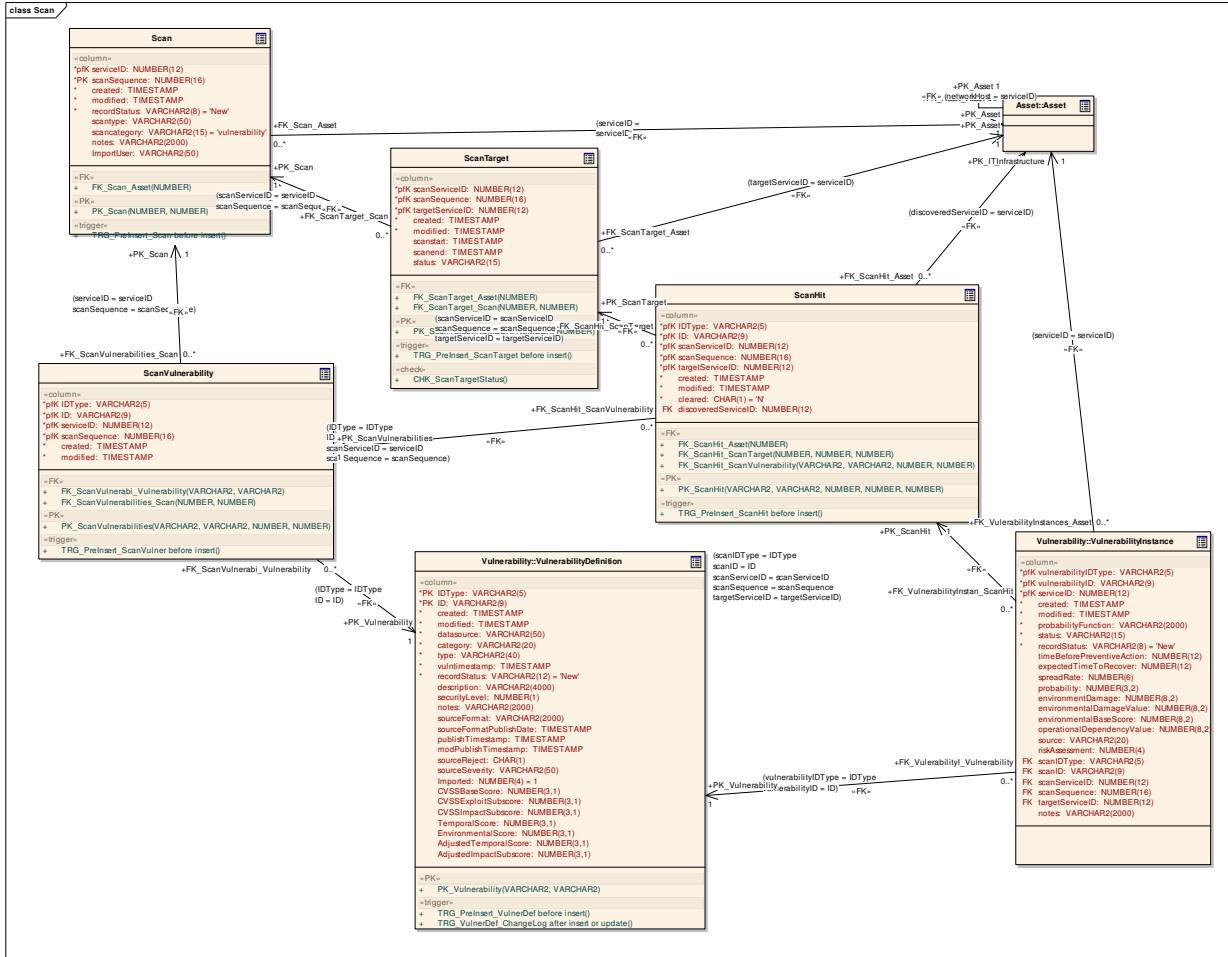 class Scan
Scan
«column»
*pfK serviceID: NUMBER(12)
*PK scanSequence: NUMBER(16)
* created: TIMESTAMP
* modified: TIMESTAMP
* recordStatus: VARCHAR2(8) = 'New'
scantype: VARCHAR2(50)
scancategory: VARCHAR2(15) = 'vulnerability'
notes: VARCHAR2(2000)
ImportUser: VARCHAR2(50)
«FK»
+ FK_Scan_Asset(NUMBER)
«PK»
+ PK_Scan(NUMBER, NUMBER)
«trigger»
+ TRG_PreInsert_Scan before insert()
+FK_Scan_Asset
0..*
(serviceID =
serviceID
«FK»
+PK_Asset 1
«FK» (networkHost = serviceID)
Asset::Asset
+PK_Asset
+PK_Asset
1
1
+PK_ITInfrastructure
1
+PK_Scan
1
(scanServiceID = serviceID
scanSequence = scanSeque
«FK»
+FK_ScanTarget_Scan
0..*
ScanTarget
«column»
*pfK scanServiceID: NUMBER(12)
*pfK scanSequence: NUMBER(16)
*pfK targetServiceID: NUMBER(12)
* created: TIMESTAMP
* modified: TIMESTAMP
scanstart: TIMESTAMP
scanend: TIMESTAMP
status: VARCHAR2(15)
«FK»
+ FK_ScanTarget_Asset(NUMBER)
+ FK_ScanTarget_Scan(NUMBER, NUMBER)
«PK»
«trigger»
+ TRG_PreInsert_ScanTarget before insert()
«check»
+ CHK_ScanTargetStatus()
(targetServiceID = serviceID)
«FK»
+FK_ScanTarget_Asset
0..*
(discoveredServiceID = serviceID)
«FK»
+FK_ScanHit_Asset 0..*
+PK_ScanTarget
(scanServiceID = scanServiceID
scanSequence = scanSequence
targetServiceID = targetServiceID)
+FK_ScanHit_ScanTarget
0..*
ScanHit
«column»
*pfK IDType: VARCHAR2(5)
*pfK ID: VARCHAR2(9)
*pfK scanServiceID: NUMBER(12)
*pfK scanSequence: NUMBER(16)
*pfK targetServiceID: NUMBER(12)
* created: TIMESTAMP
* modified: TIMESTAMP
* cleared: CHAR(1) = 'N'
FK discoveredServiceID: NUMBER(12)
«FK»
+ FK_ScanHit_Asset(NUMBER)
+ FK_ScanHit_ScanTarget(NUMBER, NUMBER, NUMBER)
+ FK_ScanHit_ScanVulnerability(VARCHAR2, VARCHAR2, NUMBER, NUMBER)
«PK»
+ PK_ScanHit(VARCHAR2, VARCHAR2, NUMBER, NUMBER, NUMBER)
«trigger»
+ TRG_PreInsert_ScanHit before insert()
+PK_Scan 1
(serviceID = serviceID
scanSequence = scanSequence)
«FK»
+FK_ScanVulnerabilities_Scan 0..*
ScanVulnerability
«column»
*pfK IDType: VARCHAR2(5)
*pfK ID: VARCHAR2(9)
*pfK serviceID: NUMBER(12)
*pfK scanSequence: NUMBER(16)
* created: TIMESTAMP
* modified: TIMESTAMP
«FK»
+ FK_ScanVulnerabi_Vulnerability(VARCHAR2, VARCHAR2)
+ FK_ScanVulnerabilities_Scan(NUMBER, NUMBER)
«PK»
+ PK_ScanVulnerabilities(VARCHAR2, VARCHAR2, NUMBER, NUMBER)
«trigger»
+ TRG_PreInsert_ScanVulner before insert()
+FK_ScanHit_ScanVulnerability
0..*
«FK»
(IDType = IDType
ID
+PK_ScanVulnerabilities
scanServiceID = serviceID
Sequence = scanSequence)
+FK_ScanVulnerabi_Vulnerability
0..*
(IDType = IDType
ID = ID)
«FK»
+PK_Vulnerability
1
(serviceID = serviceID)
«FK»
+FK_VulerabilityInstances_Asset 0..*
+PK_ScanHit
1
«FK»
+FK_VulnerabilityInstan_ScanHit
0..*
(scanIDType = IDType
scanID = ID
scanServiceID = scanServiceID
scanSequence = scanSequence
targetServiceID = targetServiceID)
Vulnerability::VulnerabilityDefinition
«column»
*PK IDType: VARCHAR2(5)
*PK ID: VARCHAR2(9)
* created: TIMESTAMP
* modified: TIMESTAMP
* datasource: VARCHAR2(50)
* category: VARCHAR2(20)
* type: VARCHAR2(40)
* vulntimestamp: TIMESTAMP
* recordStatus: VARCHAR2(12) = 'New'
description: VARCHAR2(4000)
securityLevel: NUMBER(1)
notes: VARCHAR2(2000)
sourceFormat: VARCHAR2(2000)
sourceFormatPublishDate: TIMESTAMP
publishTimestamp: TIMESTAMP
modPublishTimestamp: TIMESTAMP
sourceReject: CHAR(1)
sourceSeverity: VARCHAR2(50)
Imported: NUMBER(4) = 1
CVSSBaseScore: NUMBER(3,1)
CVSSExploitSubscore: NUMBER(3,1)
CVSSImpactSubscore: NUMBER(3,1)
TemporalScore: NUMBER(3,1)
EnvironmentalScore: NUMBER(3,1)
AdjustedTemporalScore: NUMBER(3,1)
AdjustedImpactSubscore: NUMBER(3,1)
«PK»
+ PK_Vulnerability(VARCHAR2, VARCHAR2)
«trigger»
+ TRG_PreInsert_VulnerDef before insert()
+ TRG_VulnerDef_ChangeLog after insert or update()
Vulnerability::VulnerabilityInstance
«column»
*pfK vulnerabilityIDType: VARCHAR2(5)
*pfK vulnerabilityID: VARCHAR2(9)
*pfK serviceID: NUMBER(12)
* created: TIMESTAMP
* modified: TIMESTAMP
* probabilityFunction: VARCHAR2(2000)
* status: VARCHAR2(15)
* recordStatus: VARCHAR2(8) = 'New'
timeBeforePreventiveAction: NUMBER(12)
expectedTimeToRecover: NUMBER(12)
spreadRate: NUMBER(6)
probability: NUMBER(3,2)
environmentDamage: NUMBER(8,2)
environmentalDamageValue: NUMBER(8,2)
environmentalBaseScore: NUMBER(8,2)
operationalDependencyValue: NUMBER(8,2)
source: VARCHAR2(20)
riskAssessment: NUMBER(4)
FK scanIDType: VARCHAR2(5)
FK scanID: VARCHAR2(9)
FK scanServiceID: NUMBER(12)
FK scanSequence: NUMBER(16)
FK targetServiceID: NUMBER(12)
notes: VARCHAR2(2000)
+FK_VulerabilityI_Vulnerability
0..*
(vulnerabilityIDType = IDType
erabilityID = ID)
«FK»
+PK_Vulnerability
1